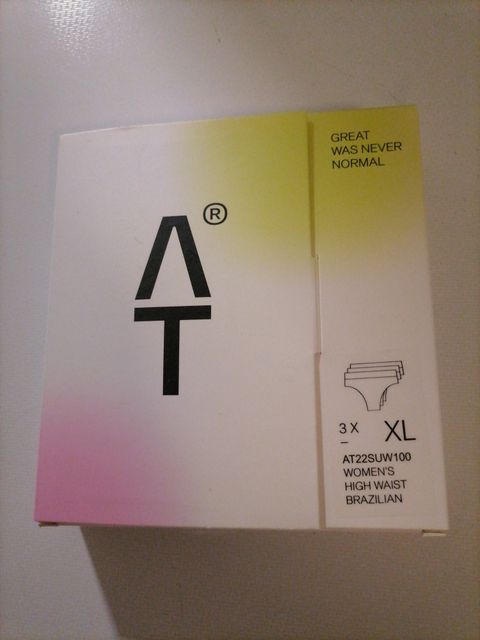 ΛT®
GREAT
WAS NEVER
NORMAL
3 X XL
AT22SUW100
WOMEN'S
HIGH WAIST
BRAZILIAN